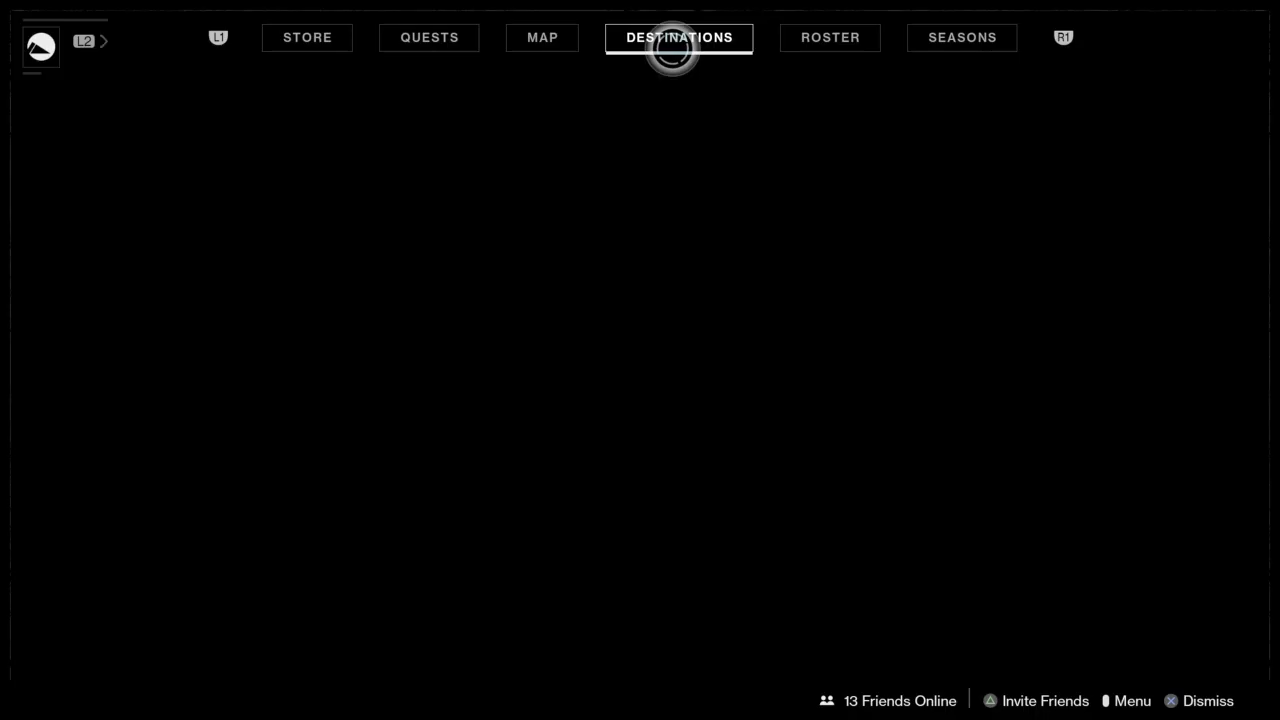 L2 L1 STORE QUESTS MAP DESTINATIONS ROSTER SEASONS R1
13 Friends Online Invite Friends Menu Dismiss